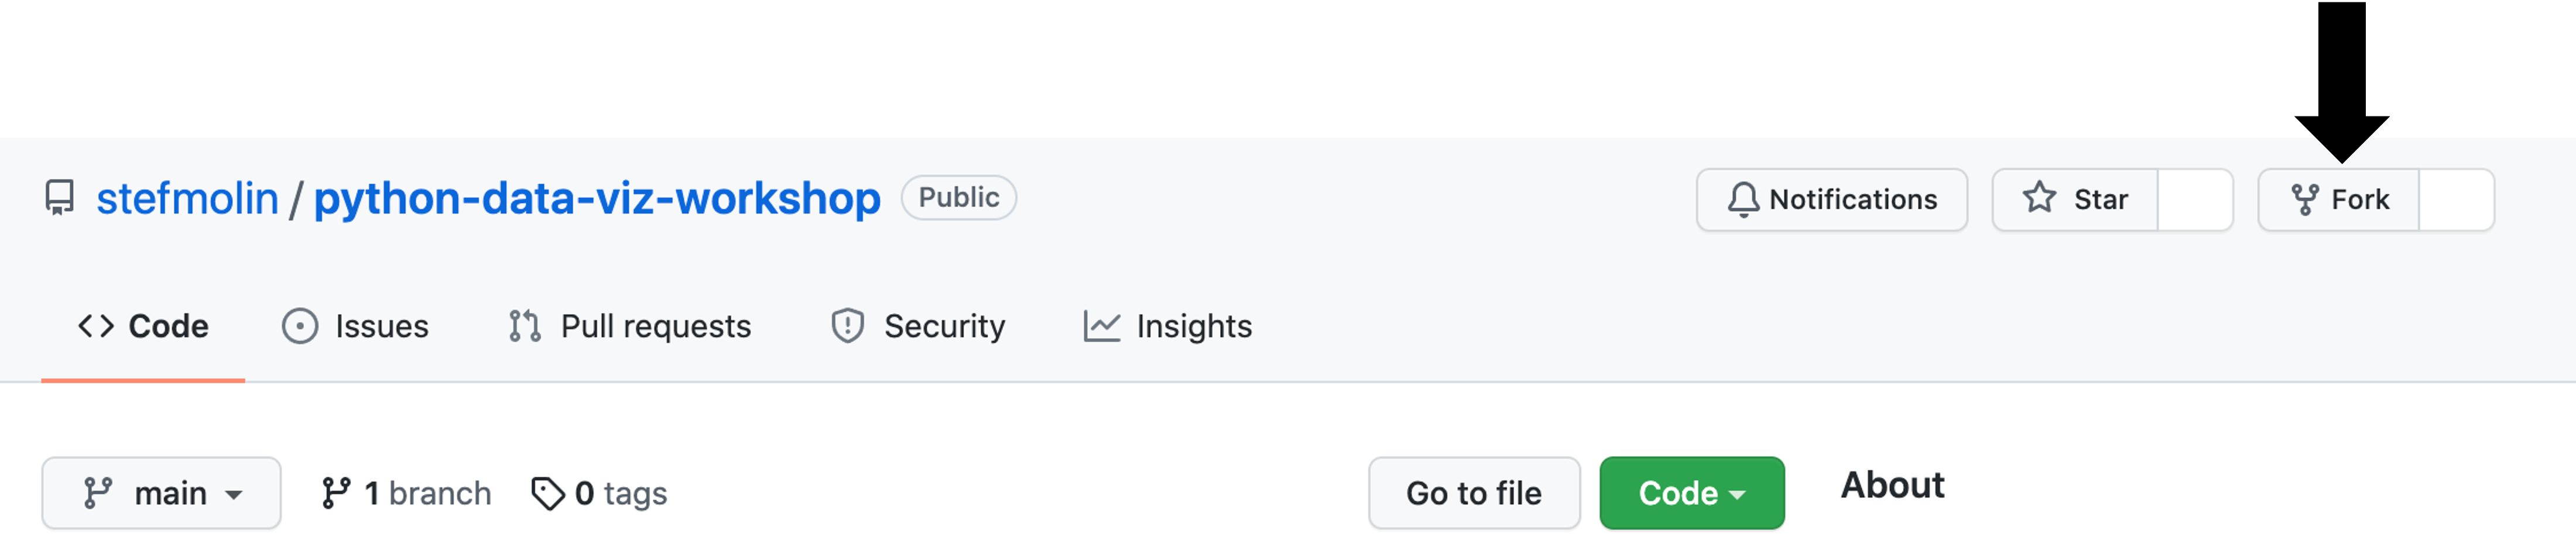 stefmolin / python-data-viz-workshop Public Notifications Star Fork
Code Issues Pull requests Security Insights
main 1 branch 0 tags Go to file Code About